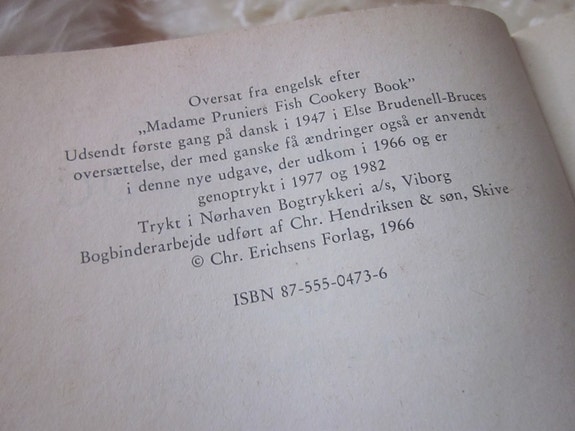 Oversat fra engelsk efter
„Madame Pruniers Fish Cookery Book”
Udsendt første gang på dansk i 1947 i Else Brudenell-Bruces
oversættelse, der med ganske få ændringer også er anvendt
i denne nye udgave, der udkom i 1966 og er
genoptrykt i 1977 og 1982
Trykt i Nørhaven Bogtrykkeri a/s, Viborg
Bogbinderarbejde udført af Chr. Hendriksen & søn, Skive
© Chr. Erichsens Forlag, 1966
ISBN 87-555-0473-6